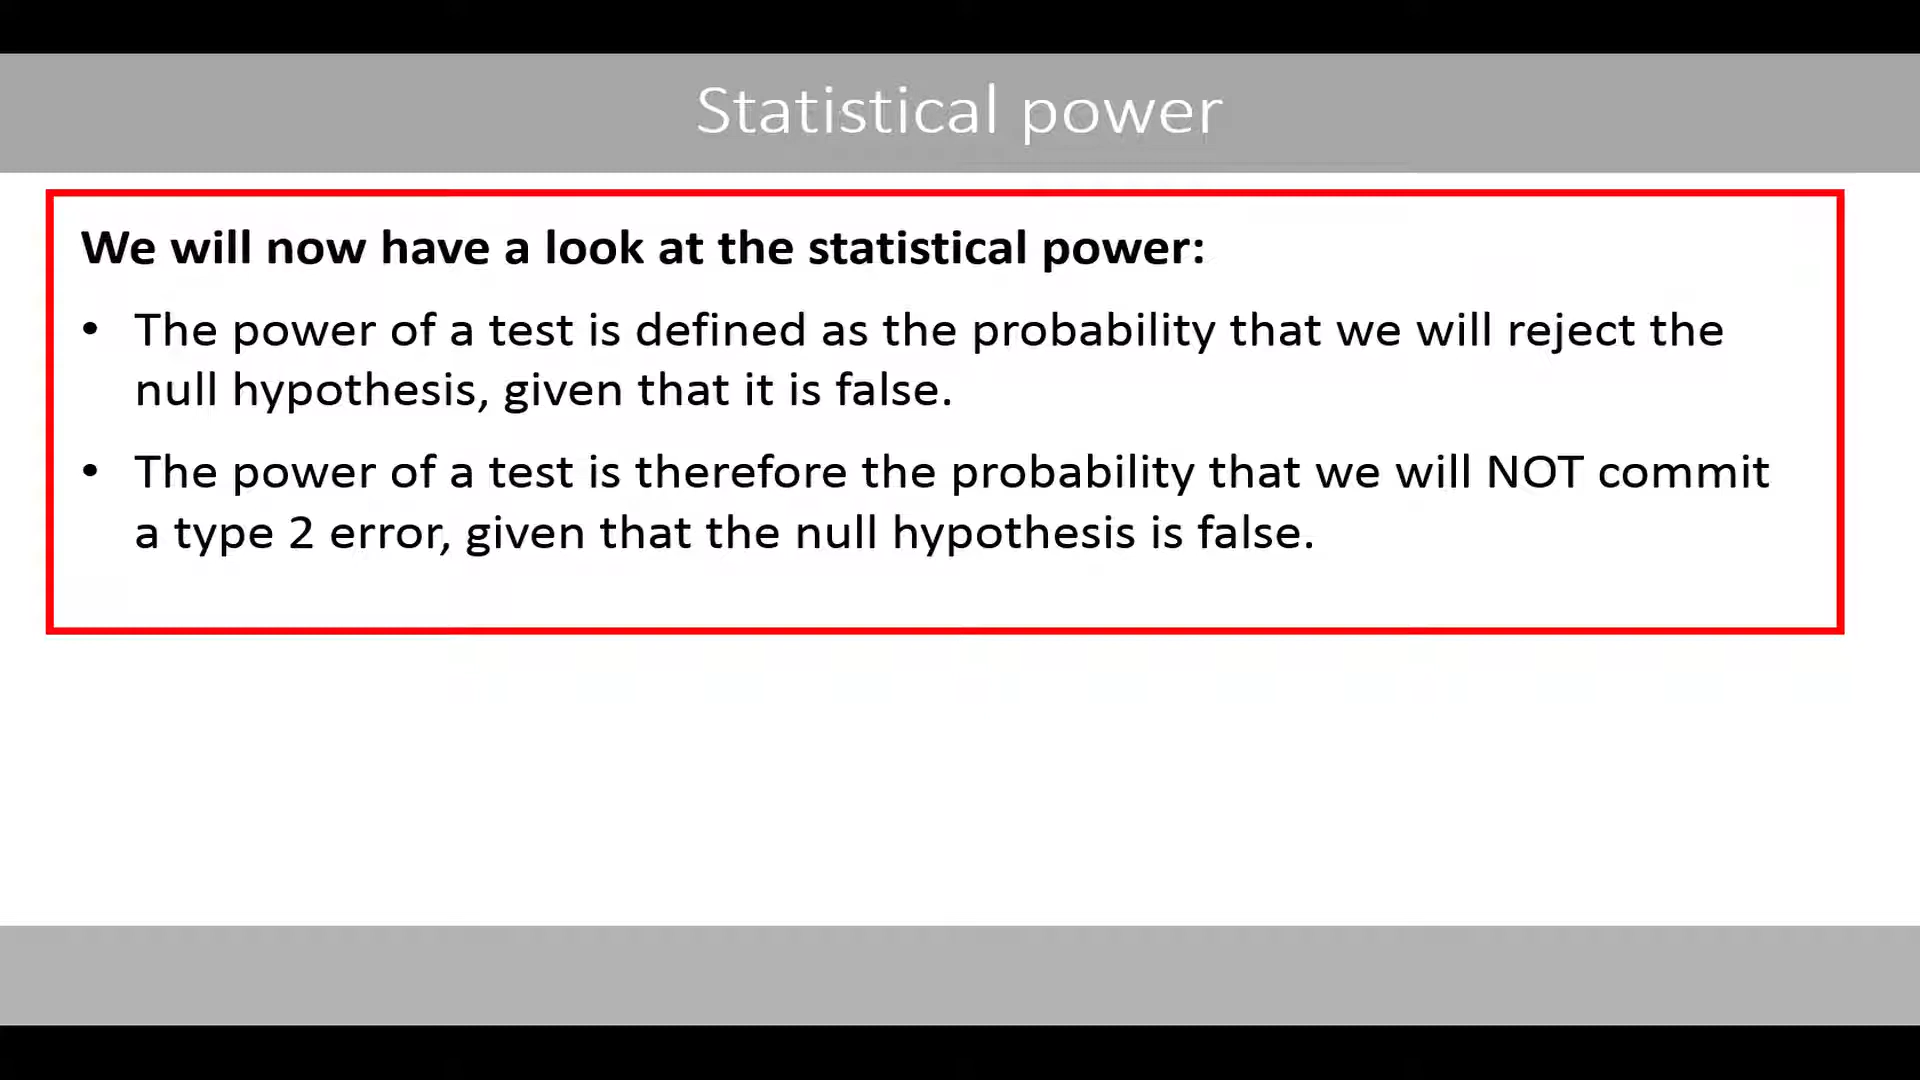 Statistical power
We will now have a look at the statistical power:
• The power of a test is defined as the probability that we will reject the
null hypothesis, given that it is false.
• The power of a test is therefore the probability that we will NOT commit
a type 2 error, given that the null hypothesis is false.